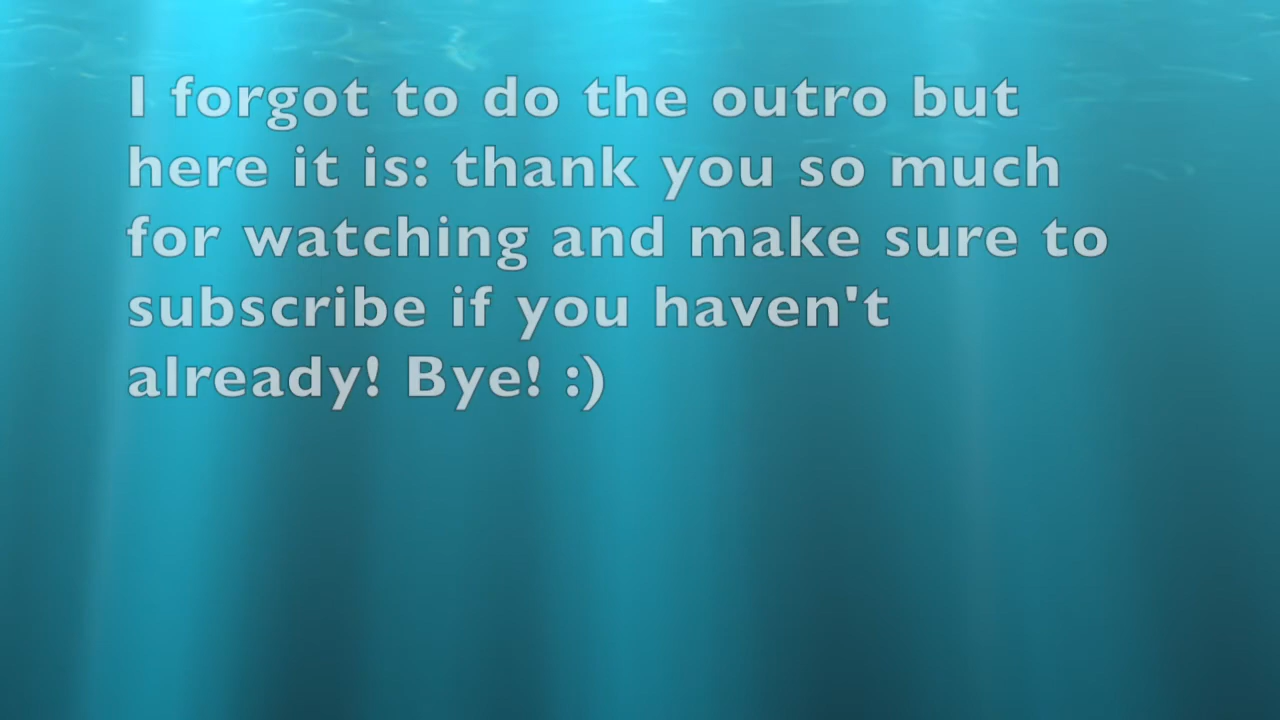 I forgot to do the outro but
here it is: thank you so much
for watching and make sure to
subscribe if you haven't
already! Bye! :)